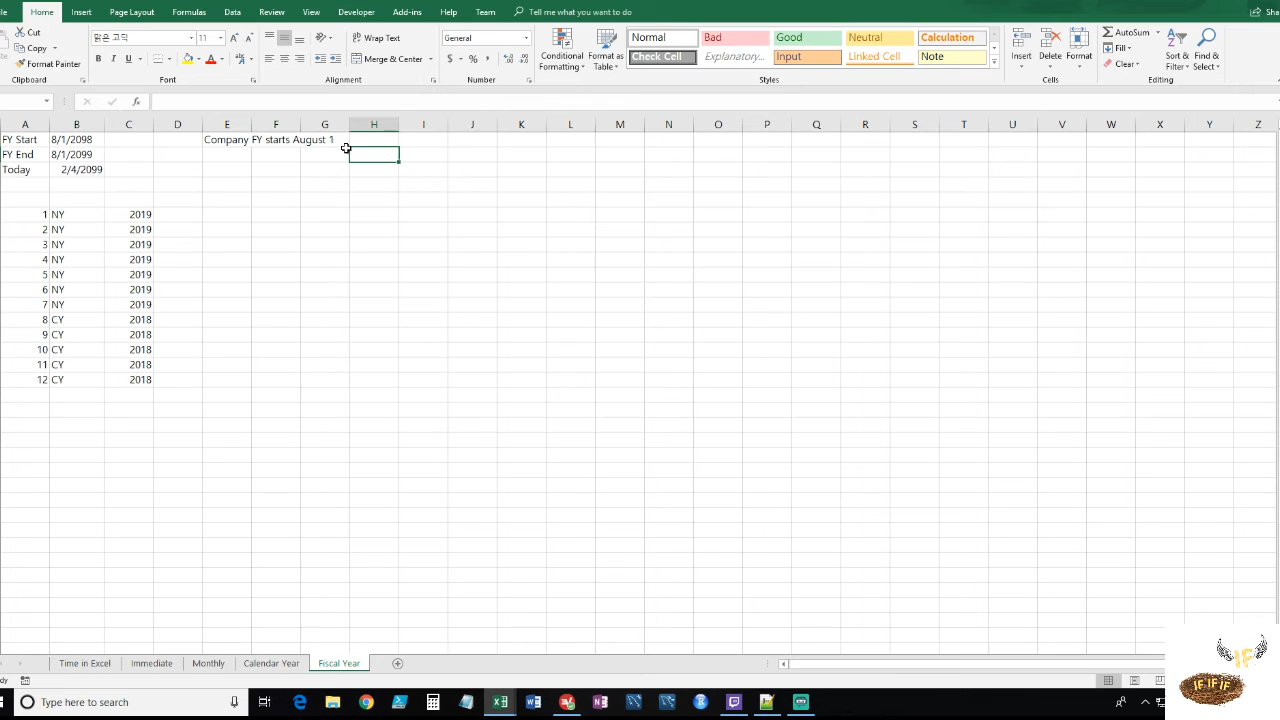 Home Insert Page Layout Formulas Data Review View Developer Add-ins Help Team Tell me what you want to do Sha
Cut 맑은 고딕 11 Wrap Text General Normal Bad Good Neutral Calculation AutoSum
Copy Fill
Format P B I U Merge & Center $ % , Conditional Formatting Format as Table Check Cell Explanatory... Input Linked Cell Note Insert Delete Format Clear Sort & Filter Find & Select
Clipboard Font Alignment Number Styles Cells Editing
fx
A B C D E F G H I J K L M N O P Q R S T U V W X Y Z
FY Start 8/1/2098 Company FY starts August 1
FY End 8/1/2099
Today 2/4/2099
1 NY 2019
2 NY 2019
3 NY 2019
4 NY 2019
5 NY 2019
6 NY 2019
7 NY 2019
8 CY 2018
9 CY 2018
10 CY 2018
11 CY 2018
12 CY 2018
Time in Excel Immediate Monthly Calendar Year Fiscal Year
dy
Type here to search
IF
IF IF IF